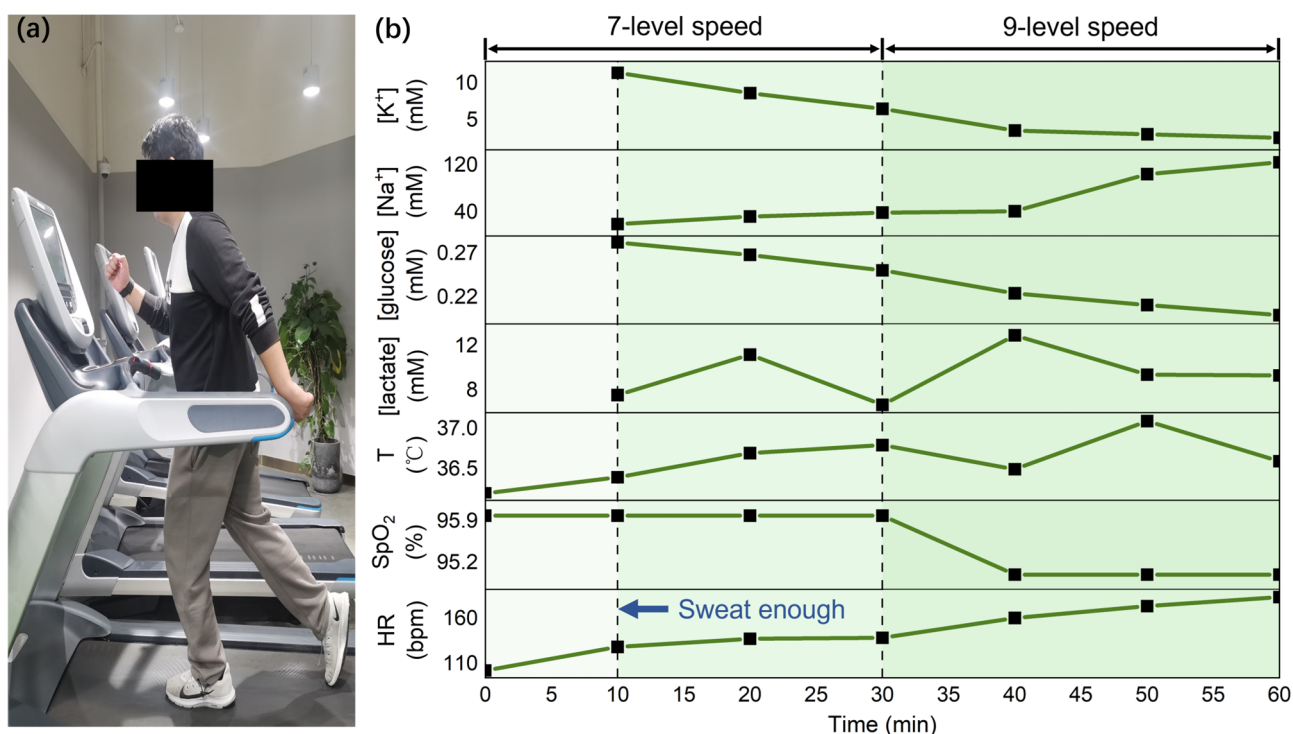 (a)
(b)
7-level speed
9-level speed
[K⁺]
(mM)
10
5
[Na⁺]
(mM)
120
40
[glucose]
(mM)
0.27
0.22
[lactate]
(mM)
12
8
T
(℃)
37.0
36.5
SpO₂
(%)
95.9
95.2
HR
(bpm)
160
110
Sweat enough
0 5 10 15 20 25 30 35 40 45 50 55 60
Time (min)